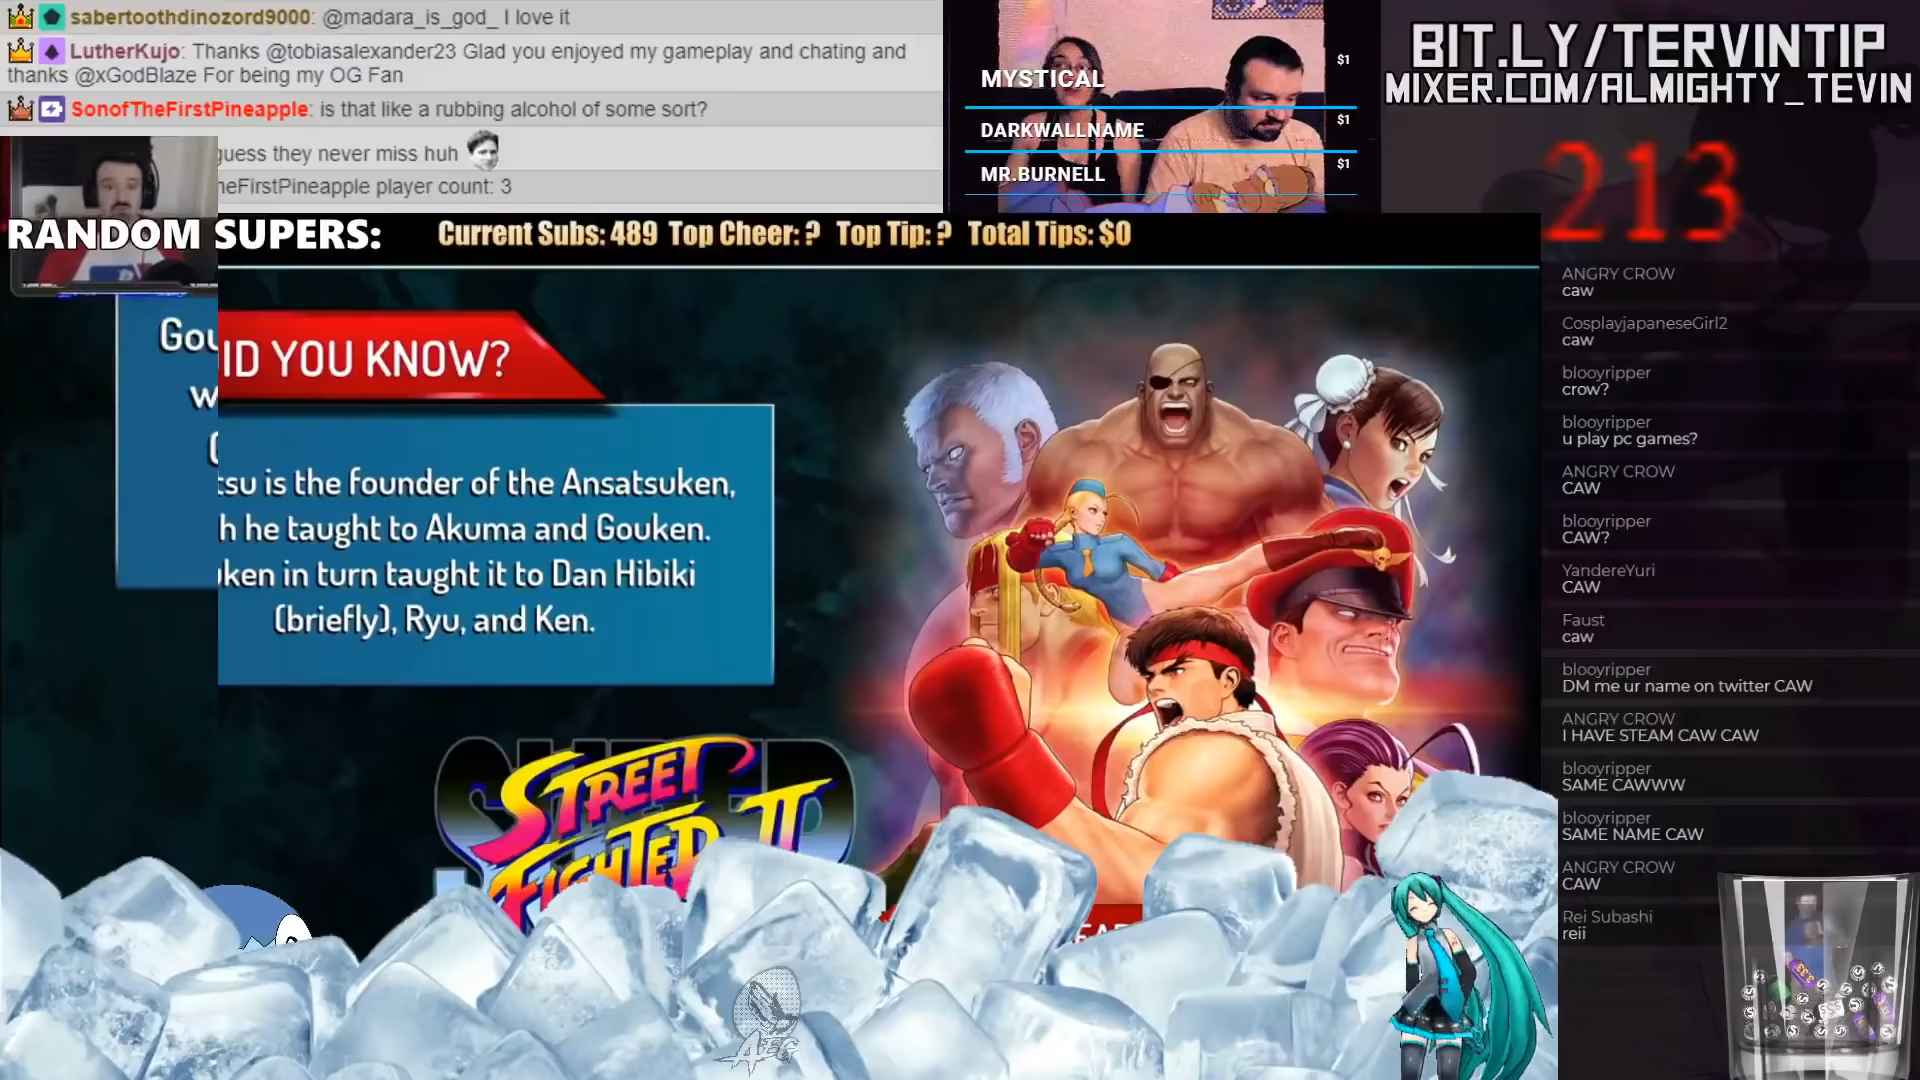 sabertoothdinozord9000: @madara_is_god_ I love it
LutherKujo: Thanks @tobiasalexander23 Glad you enjoyed my gameplay and chating and
thanks @xGodBlaze For being my OG Fan
SonofTheFirstPineapple: is that like a rubbing alcohol of some sort?
guess they never miss huh
heFirstPineapple player count: 3
MYSTICAL $1
DARKWALLNAME $1
MR.BURNELL $1
BIT.LY/TERVINTIP
MIXER.COM/ALMIGHTY_TEVIN
213
RANDOM SUPERS:
Current Subs: 489 Top Cheer: ? Top Tip: ? Total Tips: $0
Gou
w
ID YOU KNOW?
tsu is the founder of the Ansatsuken,
h he taught to Akuma and Gouken.
ken in turn taught it to Dan Hibiki
(briefly), Ryu, and Ken.
STREET
FIGHTER II
ANGRY CROW
caw
CosplayjapaneseGirl2
caw
blooyripper
crow?
blooyripper
u play pc games?
ANGRY CROW
CAW
blooyripper
CAW?
YandereYuri
CAW
Faust
caw
blooyripper
DM me ur name on twitter CAW
ANGRY CROW
I HAVE STEAM CAW CAW
blooyripper
SAME CAWWW
blooyripper
SAME NAME CAW
ANGRY CROW
CAW
Rei Subashi
reii